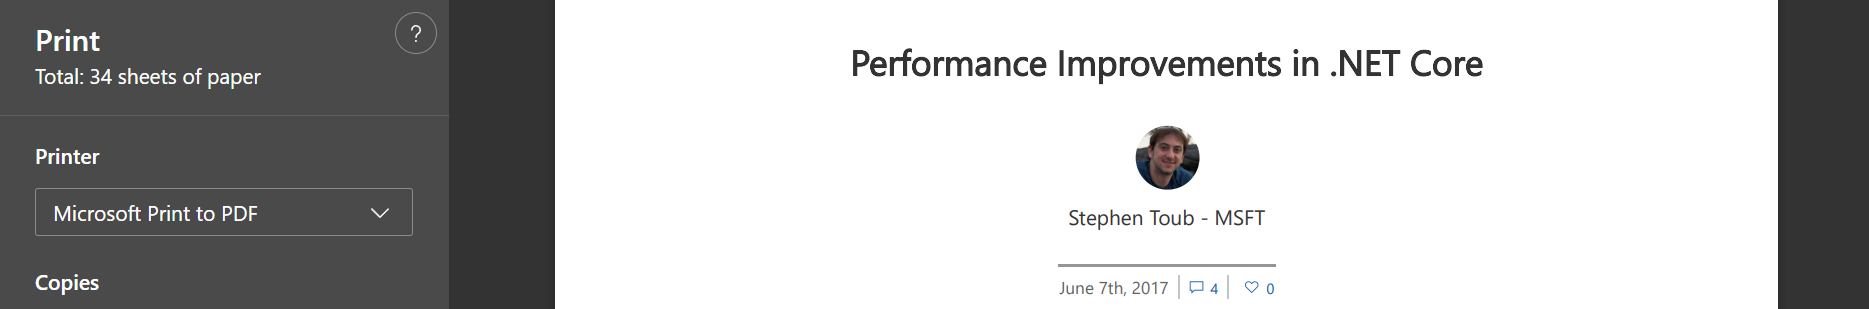 Print
?
Total: 34 sheets of paper
Printer
Microsoft Print to PDF
Copies
Performance Improvements in .NET Core
Stephen Toub - MSFT
June 7th, 2017 4 0